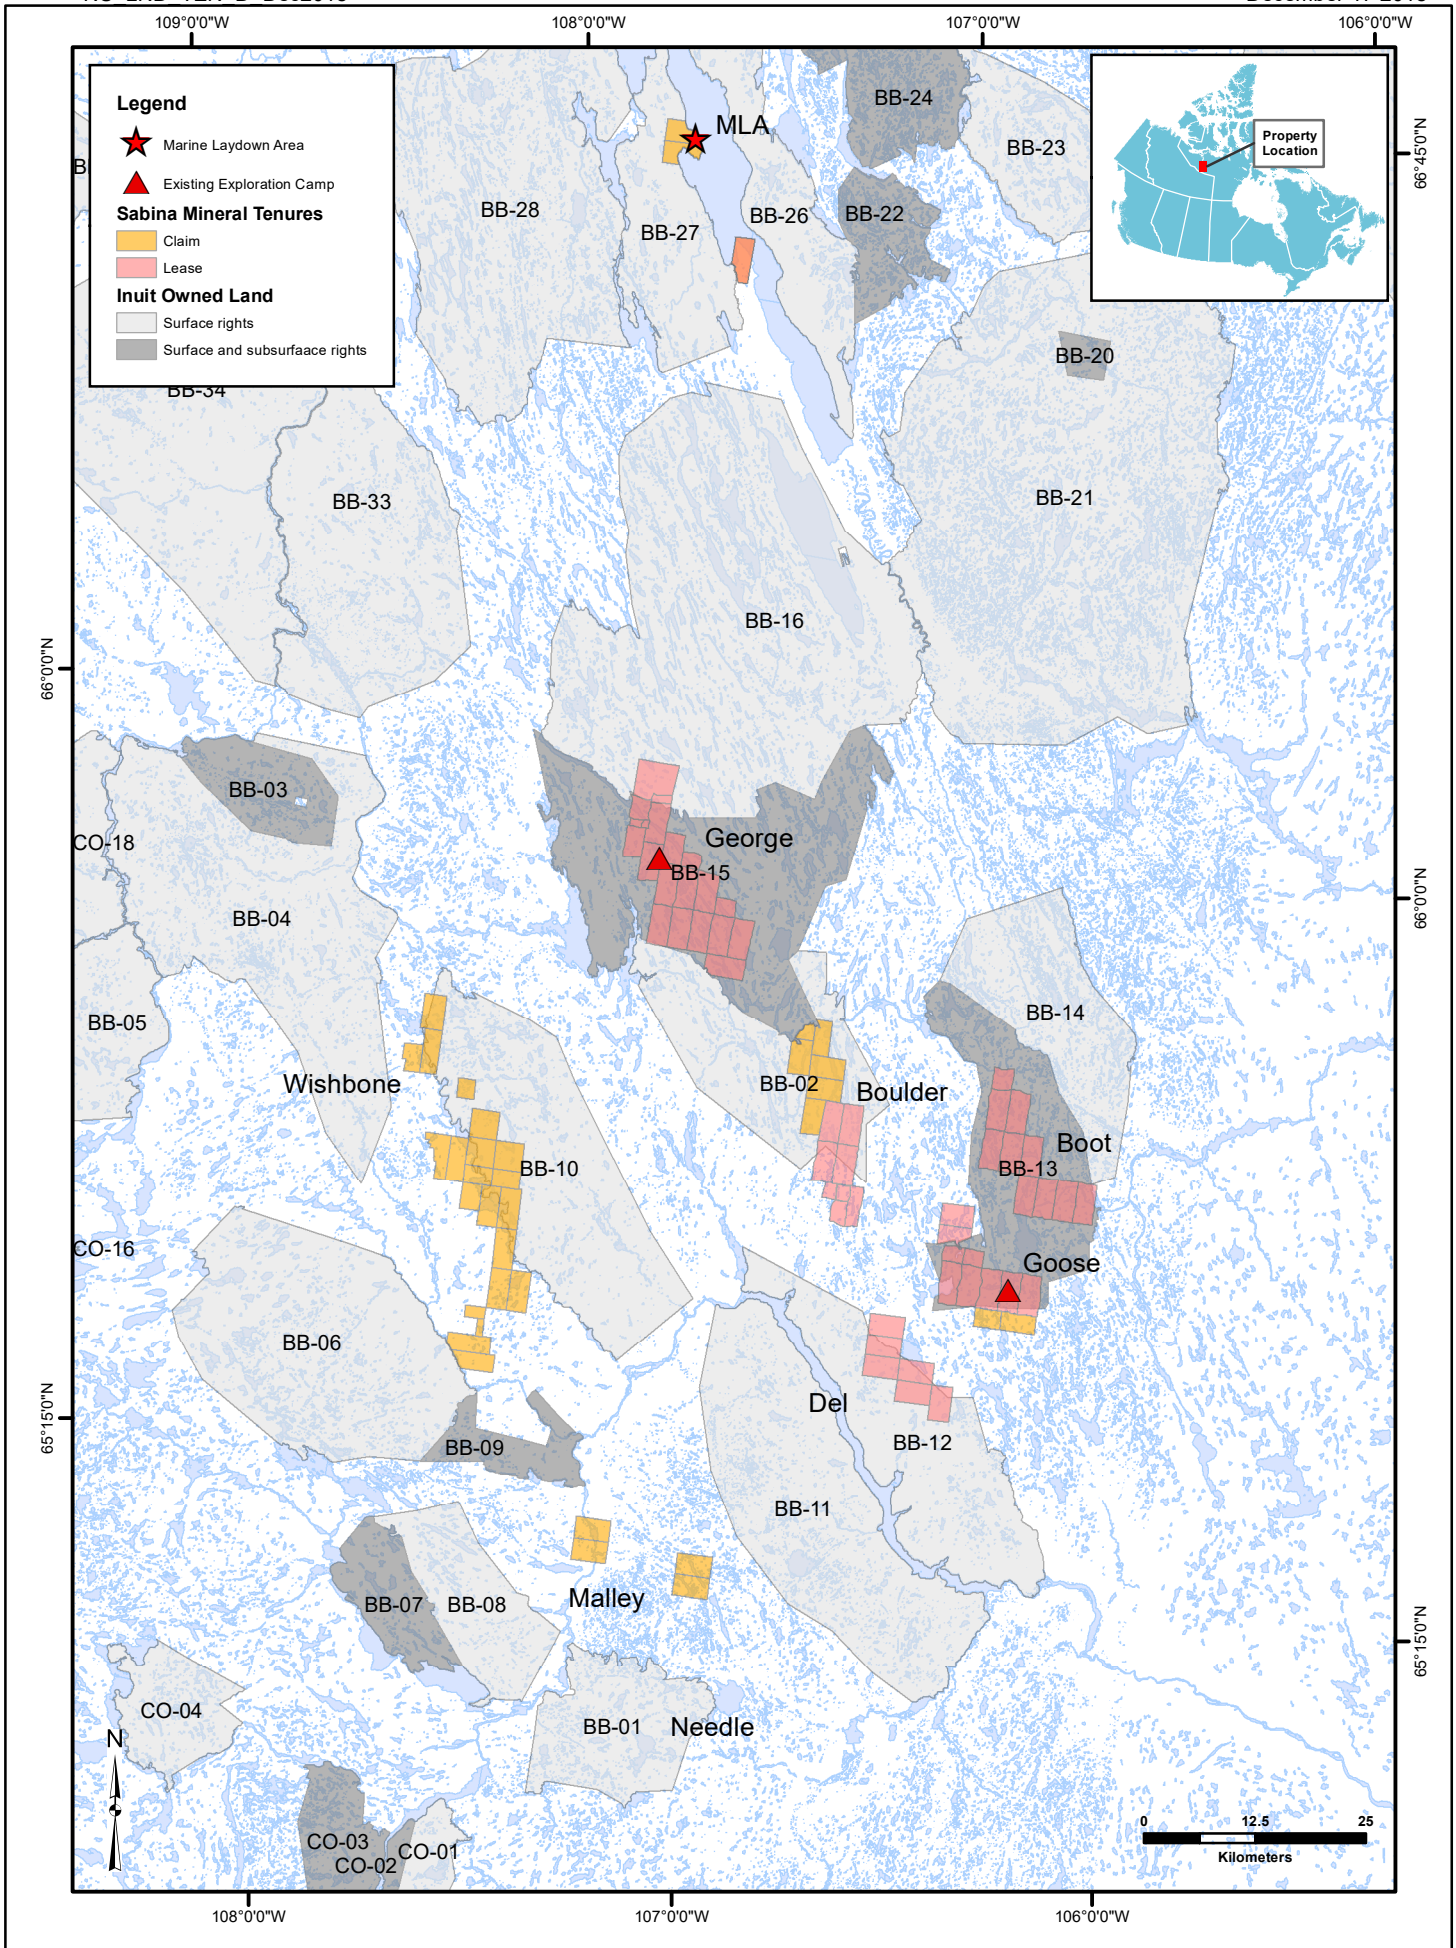 109°0'0"W
108°0'0"W
107°0'0"W
106°0'0"W
Legend
Marine Laydown Area
Existing Exploration Camp
Sabina Mineral Tenures
Claim
Lease
Inuit Owned Land
Surface rights
Surface and subsurfaace rights
Property
Location
MLA
BB-24
BB-23
BB-28
BB-27
BB-26
BB-22
66°45'0"N
BB-20
BB-34
BB-33
BB-21
BB-16
66°0'0"N
BB-03
CO-18
George
BB-15
BB-04
66°0'0"N
BB-05
BB-14
Wishbone
BB-02
Boulder
BB-10
Boot
BB-13
CO-16
Goose
BB-06
Del
65°15'0"N
BB-09
BB-12
BB-11
Malley
BB-07
BB-08
65°15'0"N
CO-04
BB-01
Needle
N
CO-03
CO-02
CO-01
0
12.5
25
Kilometers
108°0'0"W
107°0'0"W
106°0'0"W